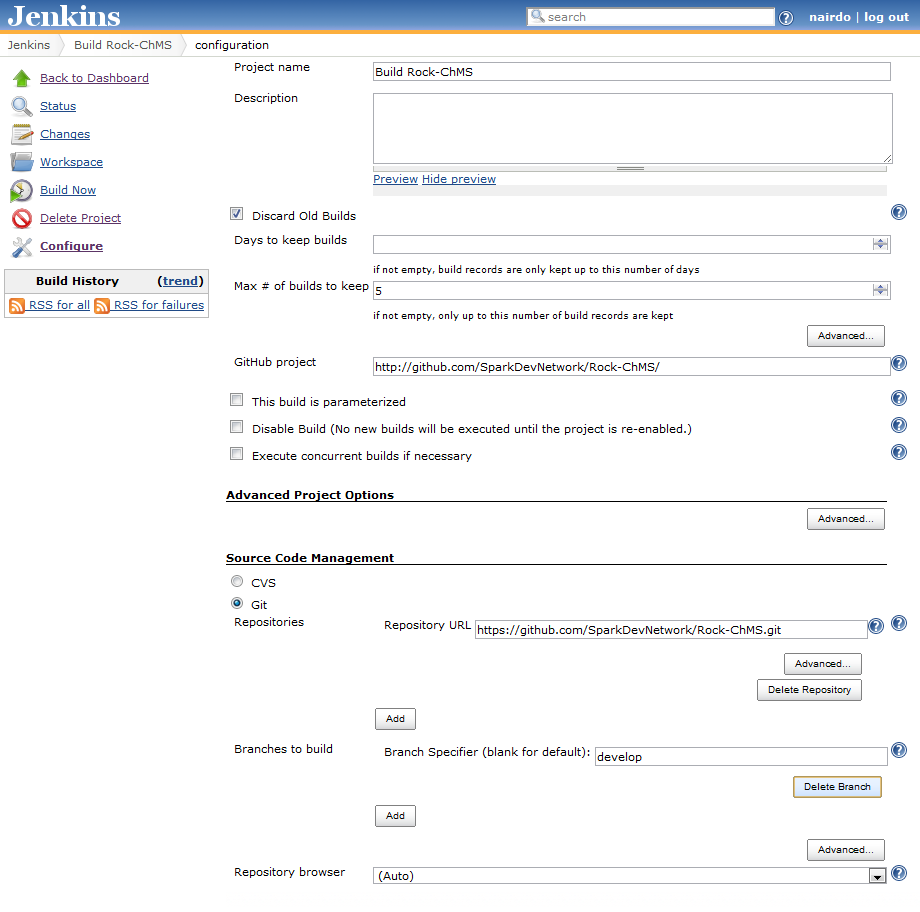 Jenkins
search
nairdo | log out
Jenkins Build Rock-ChMS configuration
Back to Dashboard
Status
Changes
Workspace
Build Now
Delete Project
Configure
Build History (trend)
RSS for all RSS for failures
Project name Build Rock-ChMS
Description
Preview Hide preview
Discard Old Builds
Days to keep builds
if not empty, build records are only kept up to this number of days
Max # of builds to keep 5
if not empty, only up to this number of build records are kept
Advanced...
GitHub project http://github.com/SparkDevNetwork/Rock-ChMS/
This build is parameterized
Disable Build (No new builds will be executed until the project is re-enabled.)
Execute concurrent builds if necessary
Advanced Project Options
Advanced...
Source Code Management
CVS
Git
Repositories Repository URL https://github.com/SparkDevNetwork/Rock-ChMS.git
Advanced...
Delete Repository
Add
Branches to build Branch Specifier (blank for default): develop
Delete Branch
Add
Advanced...
Repository browser (Auto)